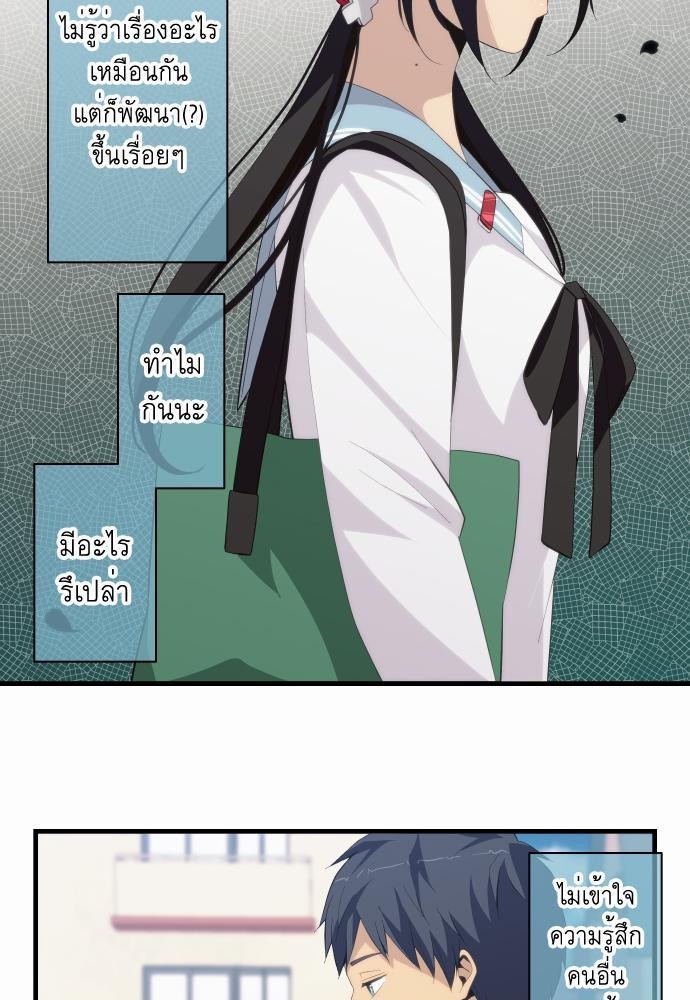 ไม่รู้ว่าเรื่องอะไร
เหมือนกัน
แต่ก็พัฒนา(?)
ขึ้นเรื่อยๆ
ทำไม
กันนะ
มีอะไร
รึเปล่า
ไม่เข้าใจ
ความรู้สึก
คนอื่น